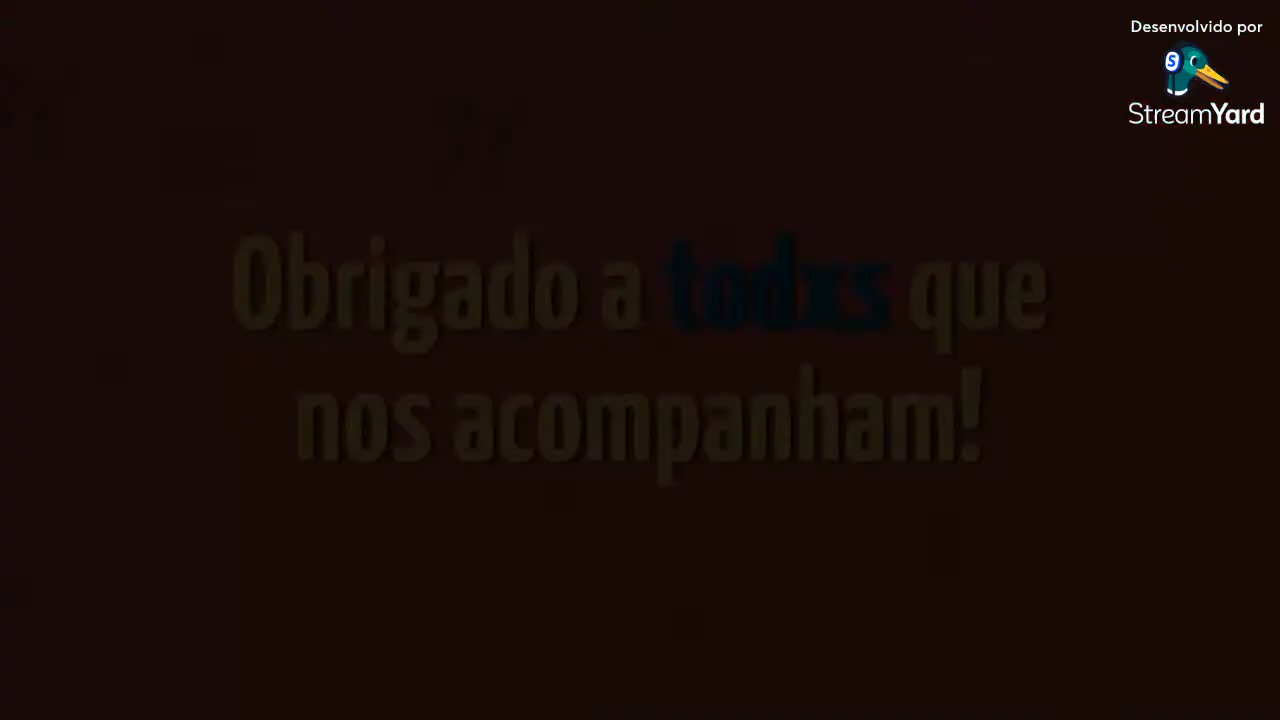 Desenvolvido por
S
StreamYard
Obrigado a todxs que
nos acompanham!